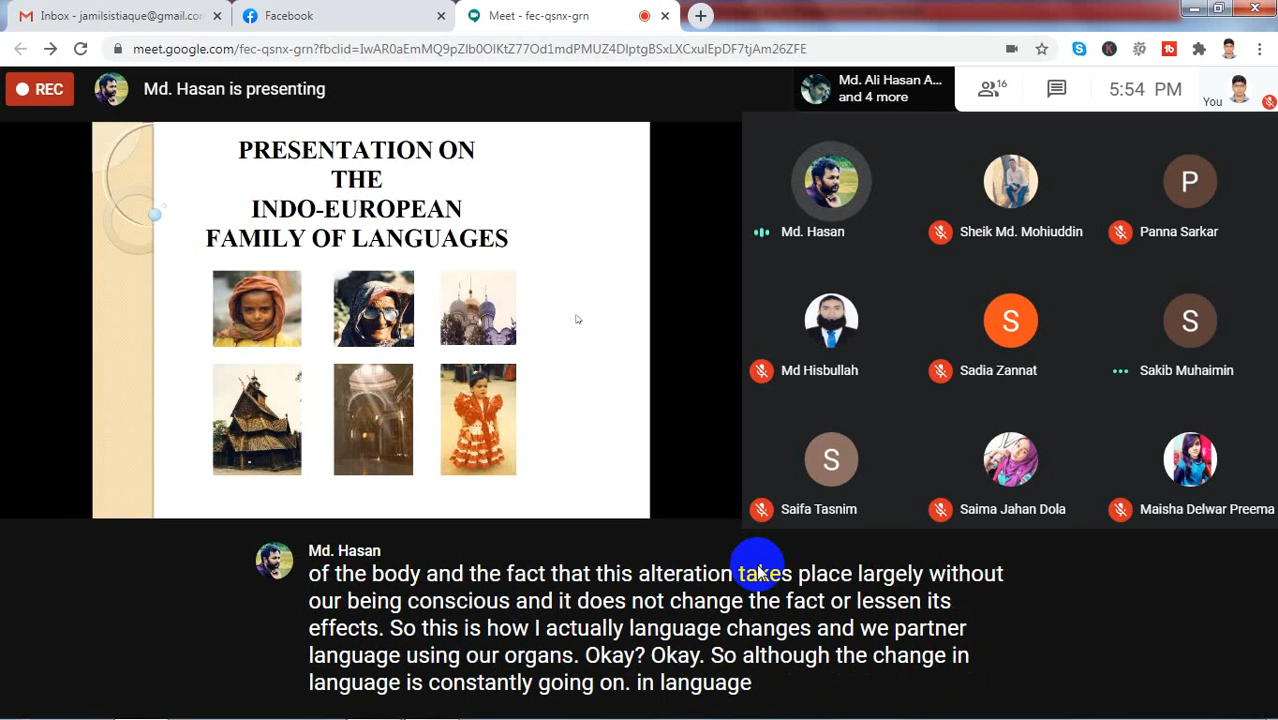 Inbox - jamilsistiaque@gmail.com
Facebook
Meet - fec-qsnx-grn
meet.google.com/fec-qsnx-grn?fbclid=IwAR0aEmMQ9pZIb0OlKtZ77Od1mdPMUZ4DlptgBSxLXCxulEpDF7tjAm26ZFE
REC
Md. Hasan is presenting
Md. Ali Hasan A...
and 4 more
16
5:54 PM
You
PRESENTATION ON
THE
INDO-EUROPEAN
FAMILY OF LANGUAGES
Md. Hasan
Sheik Md. Mohiuddin
P
Panna Sarkar
Md Hisbullah
S
Sadia Zannat
S
Sakib Muhaimin
S
Saifa Tasnim
Saima Jahan Dola
Maisha Delwar Preema
Md. Hasan
of the body and the fact that this alteration takes place largely without
our being conscious and it does not change the fact or lessen its
effects. So this is how I actually language changes and we partner
language using our organs. Okay? Okay. So although the change in
language is constantly going on. in language